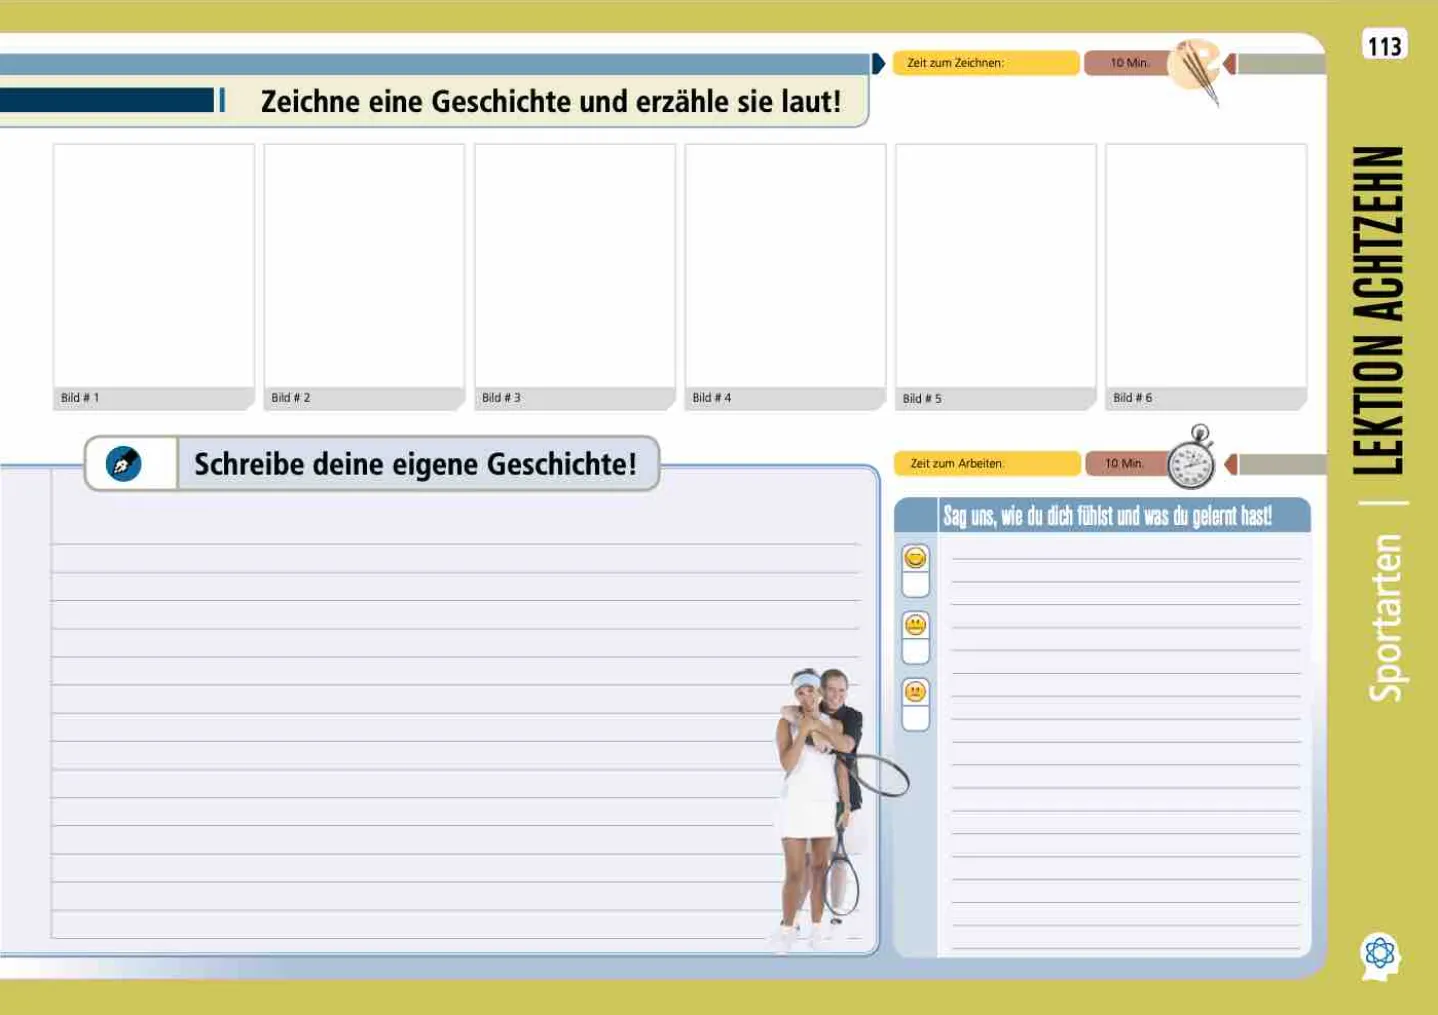 113
Zeit zum Zeichnen:
10 Min.
Zeichne eine Geschichte und erzähle sie laut!
Bild # 1
Bild # 2
Bild # 3
Bild # 4
Bild # 5
Bild # 6
Schreibe deine eigene Geschichte!
Zeit zum Arbeiten:
10 Min.
Sag uns, wie du dich fühlst und was du gelernt hast!
Sportarten | LEKTION ACHTZEHN